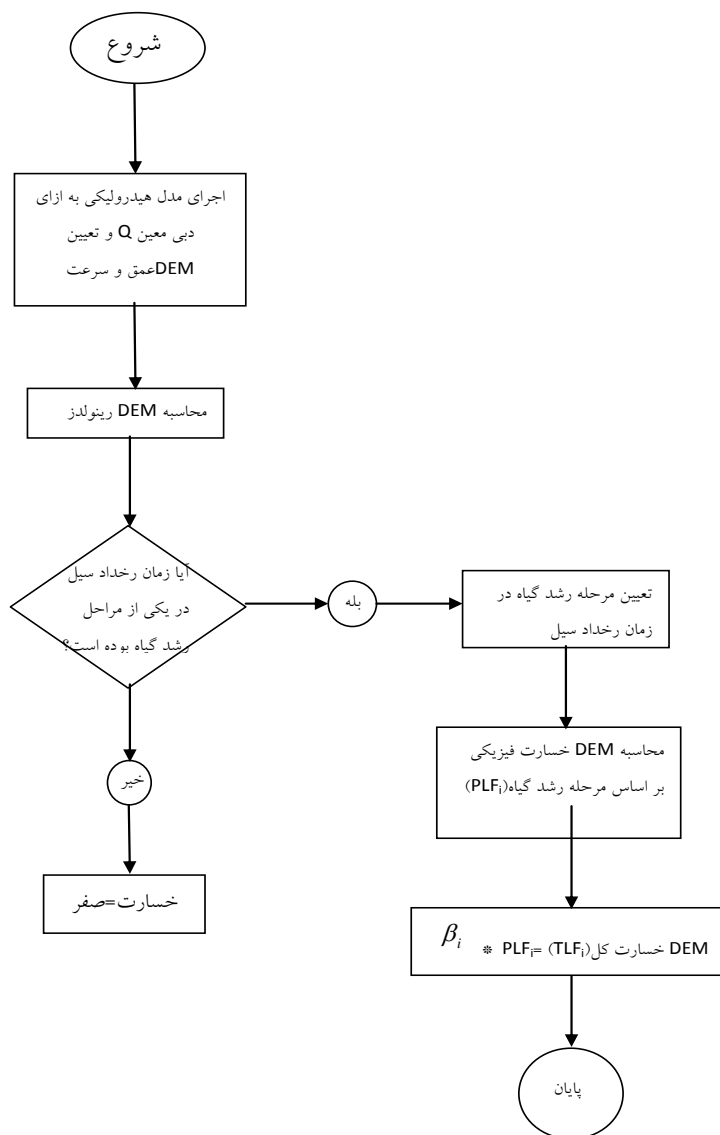 شروع
اجرای مدل هیدرولیکی به ازای
دبی معین Q و تعیین
DEMعمق و سرعت
محاسبه DEM رینولدز
آیا زمان رخداد سیل
در یکی از مراحل
رشد گیاه بوده است؟
بله
تعیین مرحله رشد گیاه در
زمان رخداد سیل
محاسبه DEM خسارت فیزیکی
بر اساس مرحله رشد گیاه(PLFi)
خیر
خسارت=صفر
DEM خسارت کل(TLFi) =PLFi * βi
پایان